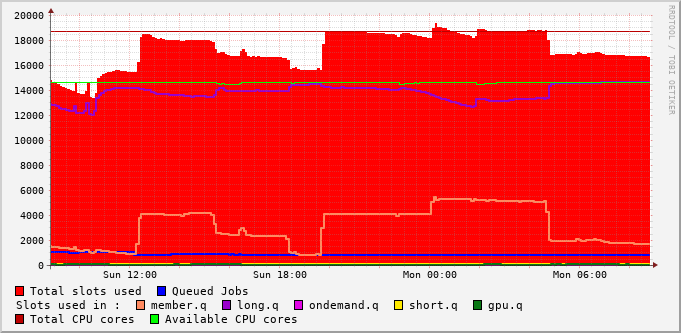 RRDTOOL / TOBI OETIKER
20000
18000
16000
14000
12000
10000
8000
6000
4000
2000
0
Sun 12:00 Sun 18:00 Mon 00:00 Mon 06:00
Total slots used Queued Jobs
Slots used in : member.q long.q ondemand.q short.q gpu.q
Total CPU cores Available CPU cores